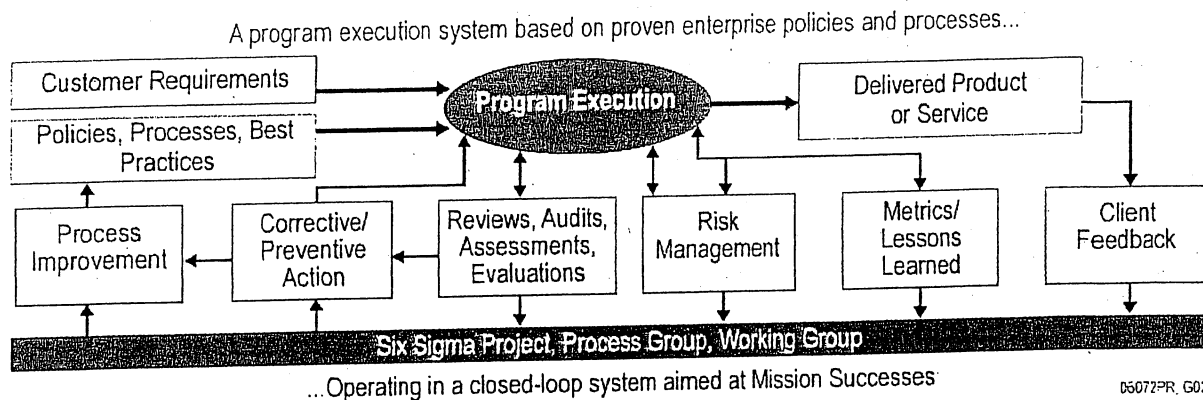 A program execution system based on proven enterprise policies and processes...
Customer Requirements
Program Execution
Delivered Product
or Service
Policies, Processes, Best
Practices
Process
Improvement
Corrective/
Preventive
Action
Reviews, Audits,
Assessments,
Evaluations
Risk
Management
Metrics/
Lessons
Learned
Client
Feedback
Six Sigma Project, Process Group, Working Group
...Operating in a closed-loop system aimed at Mission Successes